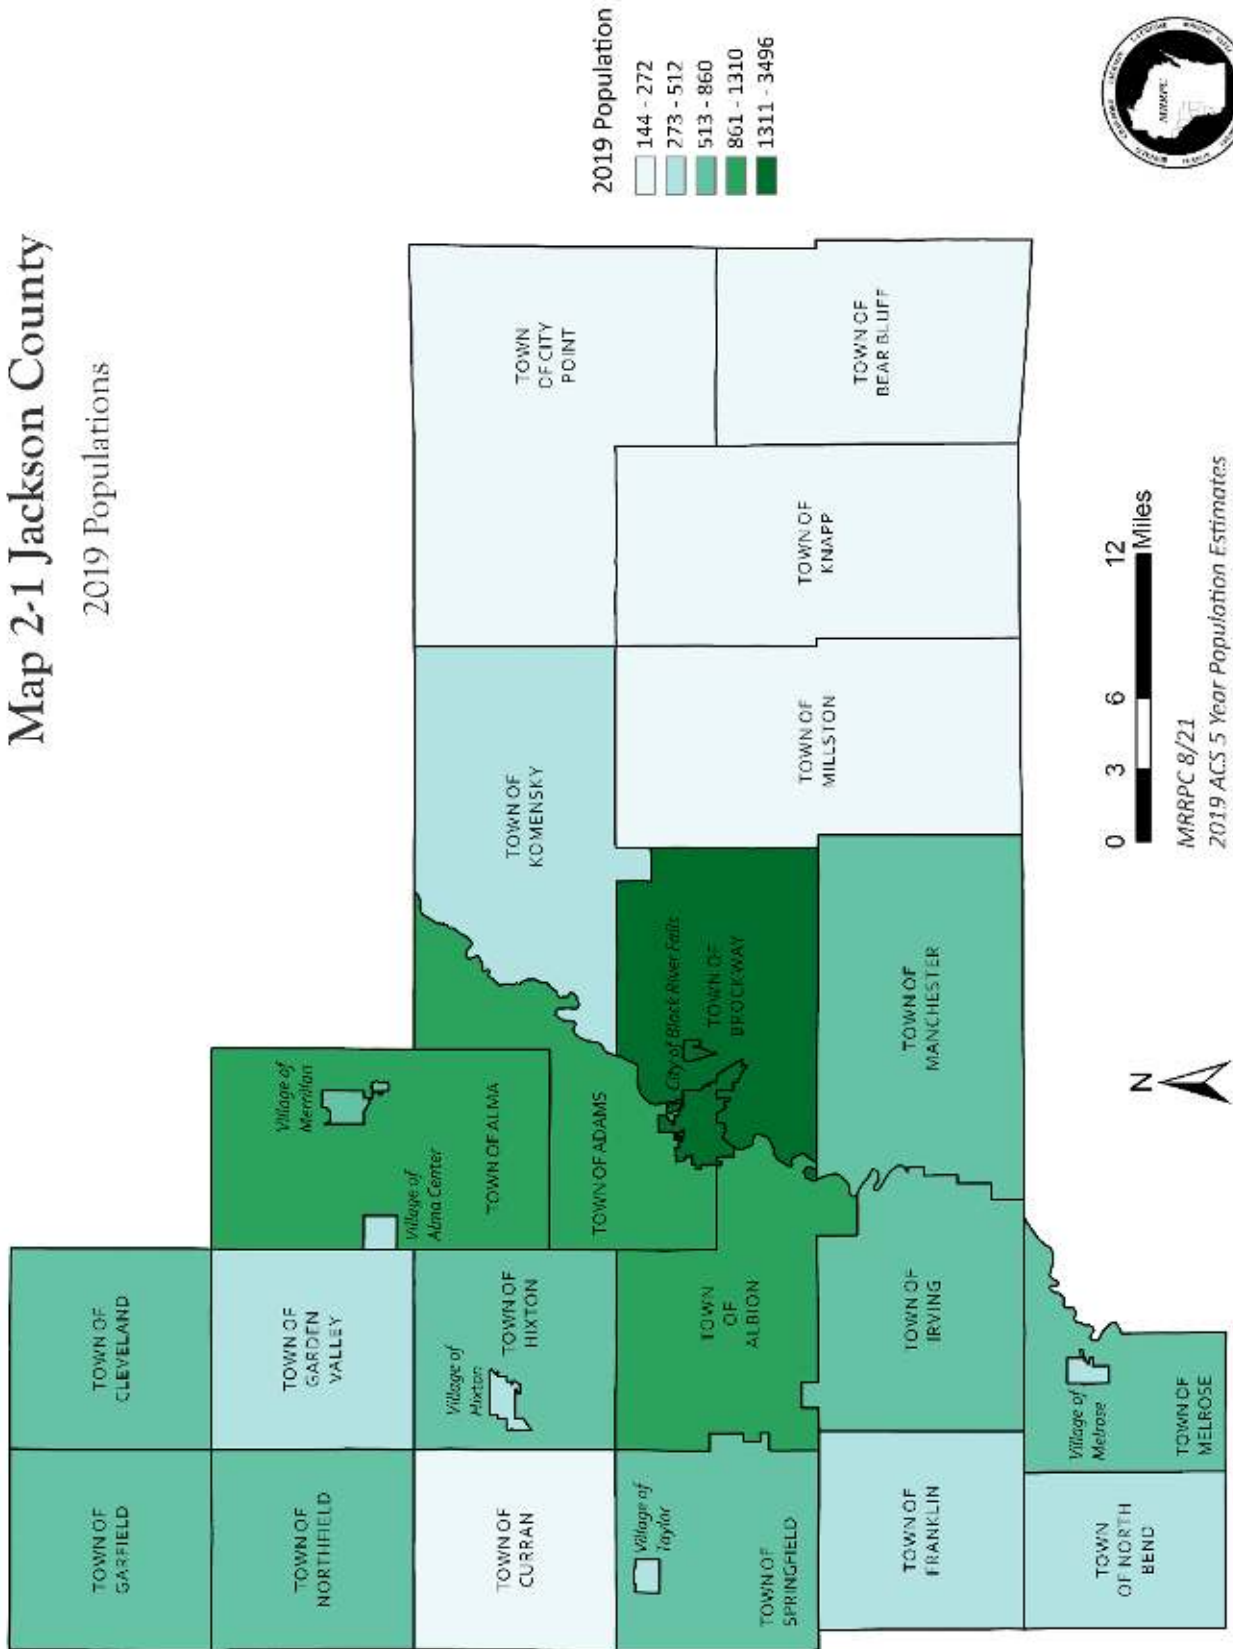 Map 2-1 Jackson County
2019 Populations
TOWN OF
GARFIELD
TOWN OF
CLEVELAND
TOWN OF
NORTHFIELD
TOWN OF
GARDEN
VALLEY
Village of
Merrillan
Village of
Alma Center
TOWN OF ALMA
TOWN OF
CURRAN
Village of
Hixton
TOWN OF
HIXTON
TOWN OF ADAMS
TOWN OF
KOMENSKY
TOWN
OF CITY
POINT
Village of
Taylor
TOWN OF
SPRINGFIELD
TOWN
OF
ALBION
City of Black River Falls
TOWN OF
BROCKWAY
TOWN OF
MILLSTON
TOWN OF
KNAPP
TOWN OF
BEAR BLUFF
TOWN OF
FRANKLIN
TOWN OF
IRVING
TOWN OF
MANCHESTER
TOWN
OF NORTH
BEND
Village of
Melrose
TOWN OF
MELROSE
2019 Population
144 - 272
273 - 512
513 - 860
861 - 1310
1311 - 3496
N
0 3 6 12
Miles
MRRPC 8/21
2019 ACS 5 Year Population Estimates
MRRPC